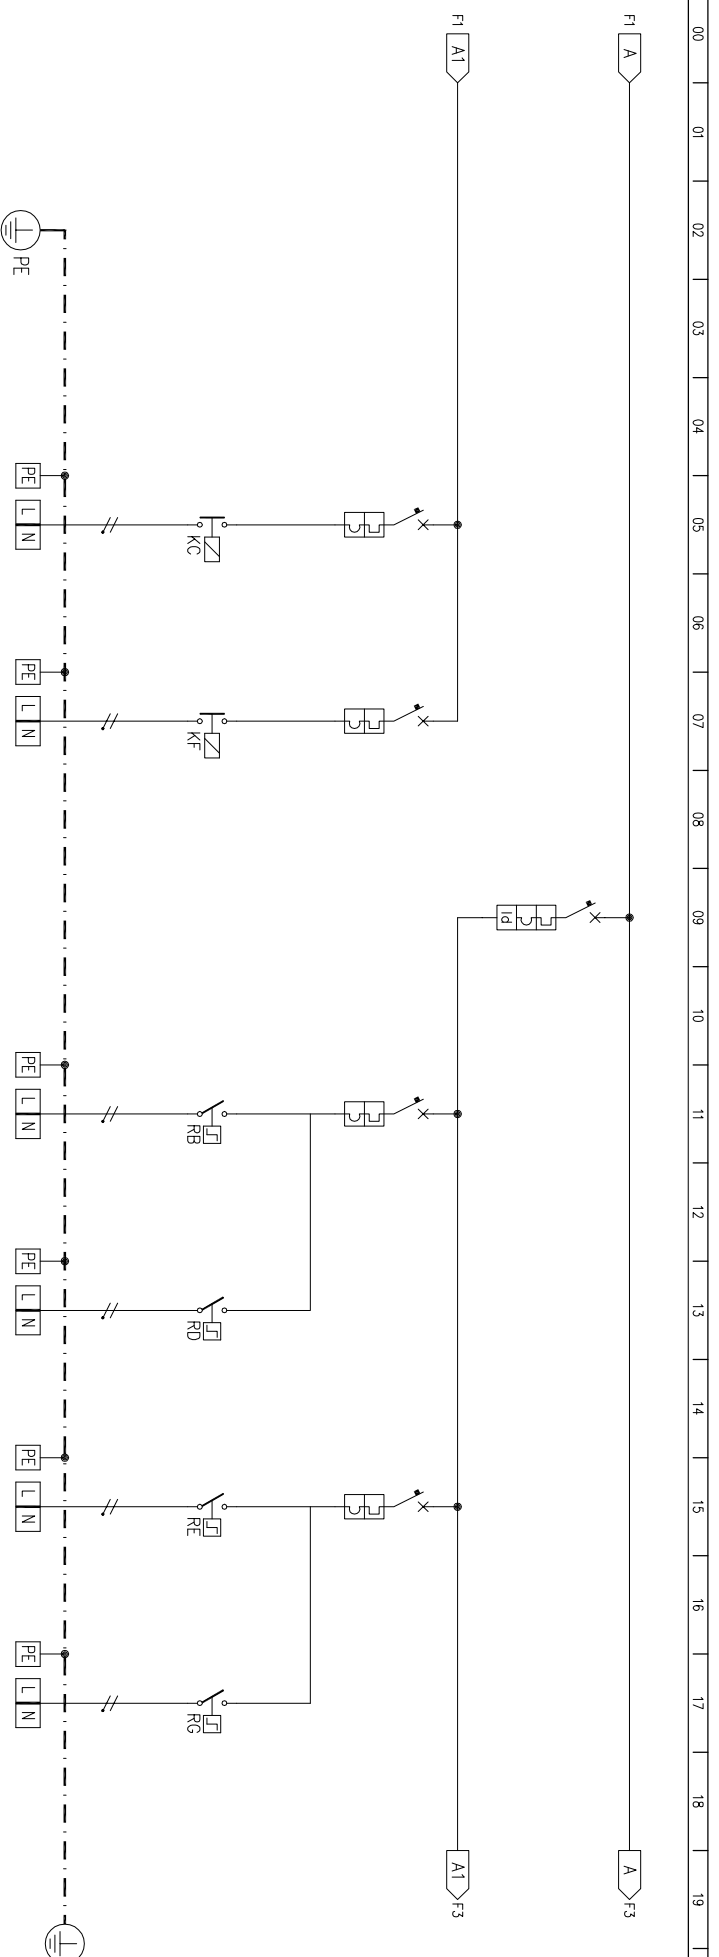 00 01 02 03 04 05 06 07 08 09 10 11 12 13 14 15 16 17 18 19
F1 A A F3
F1 A1 A1 F3
Id
KC KF RB RD RE RG
PE
PE L N PE L N PE L N PE L N PE L N PE L N